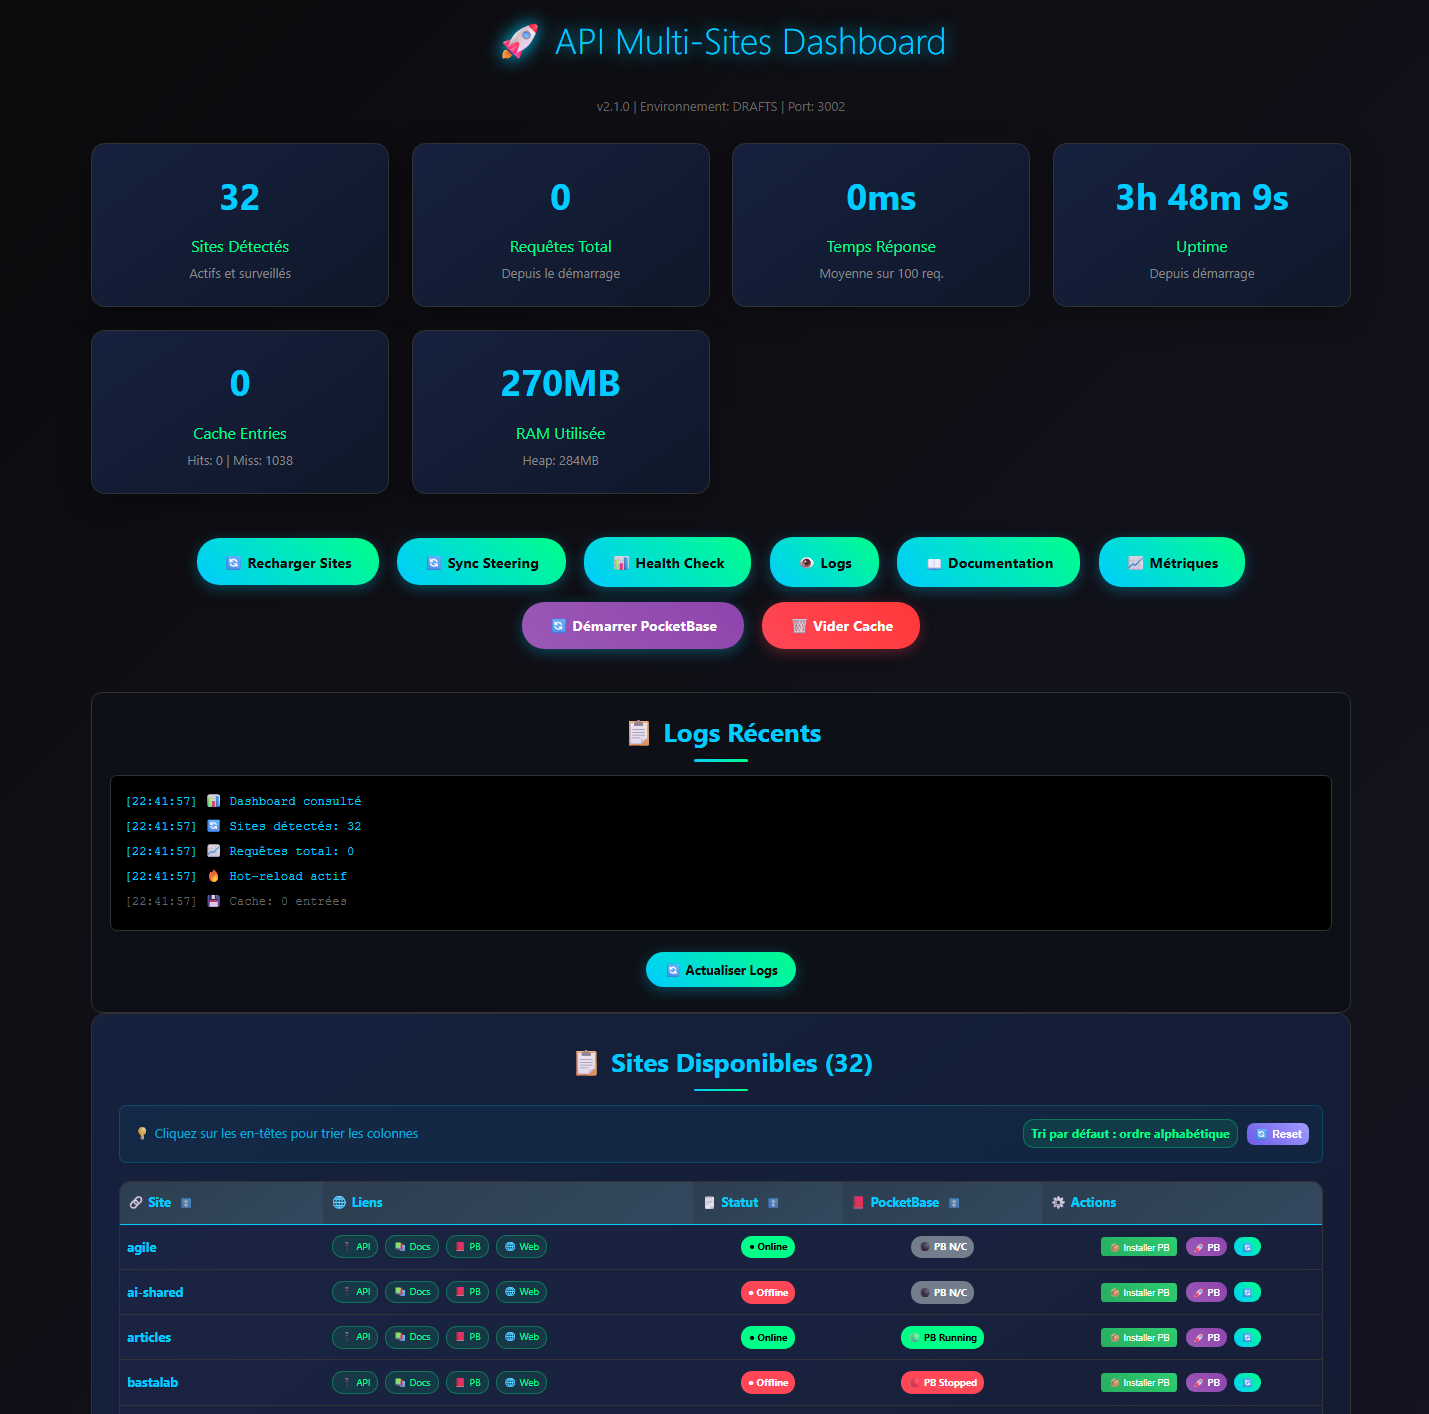 API Multi-Sites Dashboard
v2.1.0 | Environnement: DRAFTS | Port: 3002
32
Sites Détectés
Actifs et surveillés
0
Requêtes Total
Depuis le démarrage
0ms
Temps Réponse
Moyenne sur 100 req.
3h 48m 9s
Uptime
Depuis démarrage
0
Cache Entries
Hits: 0 | Miss: 1038
270MB
RAM Utilisée
Heap: 284MB
Recharger Sites
Sync Steering
Health Check
Logs
Documentation
Métriques
Démarrer PocketBase
Vider Cache
Logs Récents
[22:41:57] Dashboard consulté
[22:41:57] Sites détectés: 32
[22:41:57] Requêtes total: 0
[22:41:57] Hot-reload actif
[22:41:57] Cache: 0 entrées
Actualiser Logs
Sites Disponibles (32)
Cliquez sur les en-têtes pour trier les colonnes
Tri par défaut : ordre alphabétique
Reset
Site Liens Statut PocketBase Actions
agile API Docs PB Web • Online PB N/C Installer PB PB
ai-shared API Docs PB Web • Offline PB N/C Installer PB PB
articles API Docs PB Web • Online PB Running Installer PB PB
bastalab API Docs PB Web • Offline PB Stopped Installer PB PB